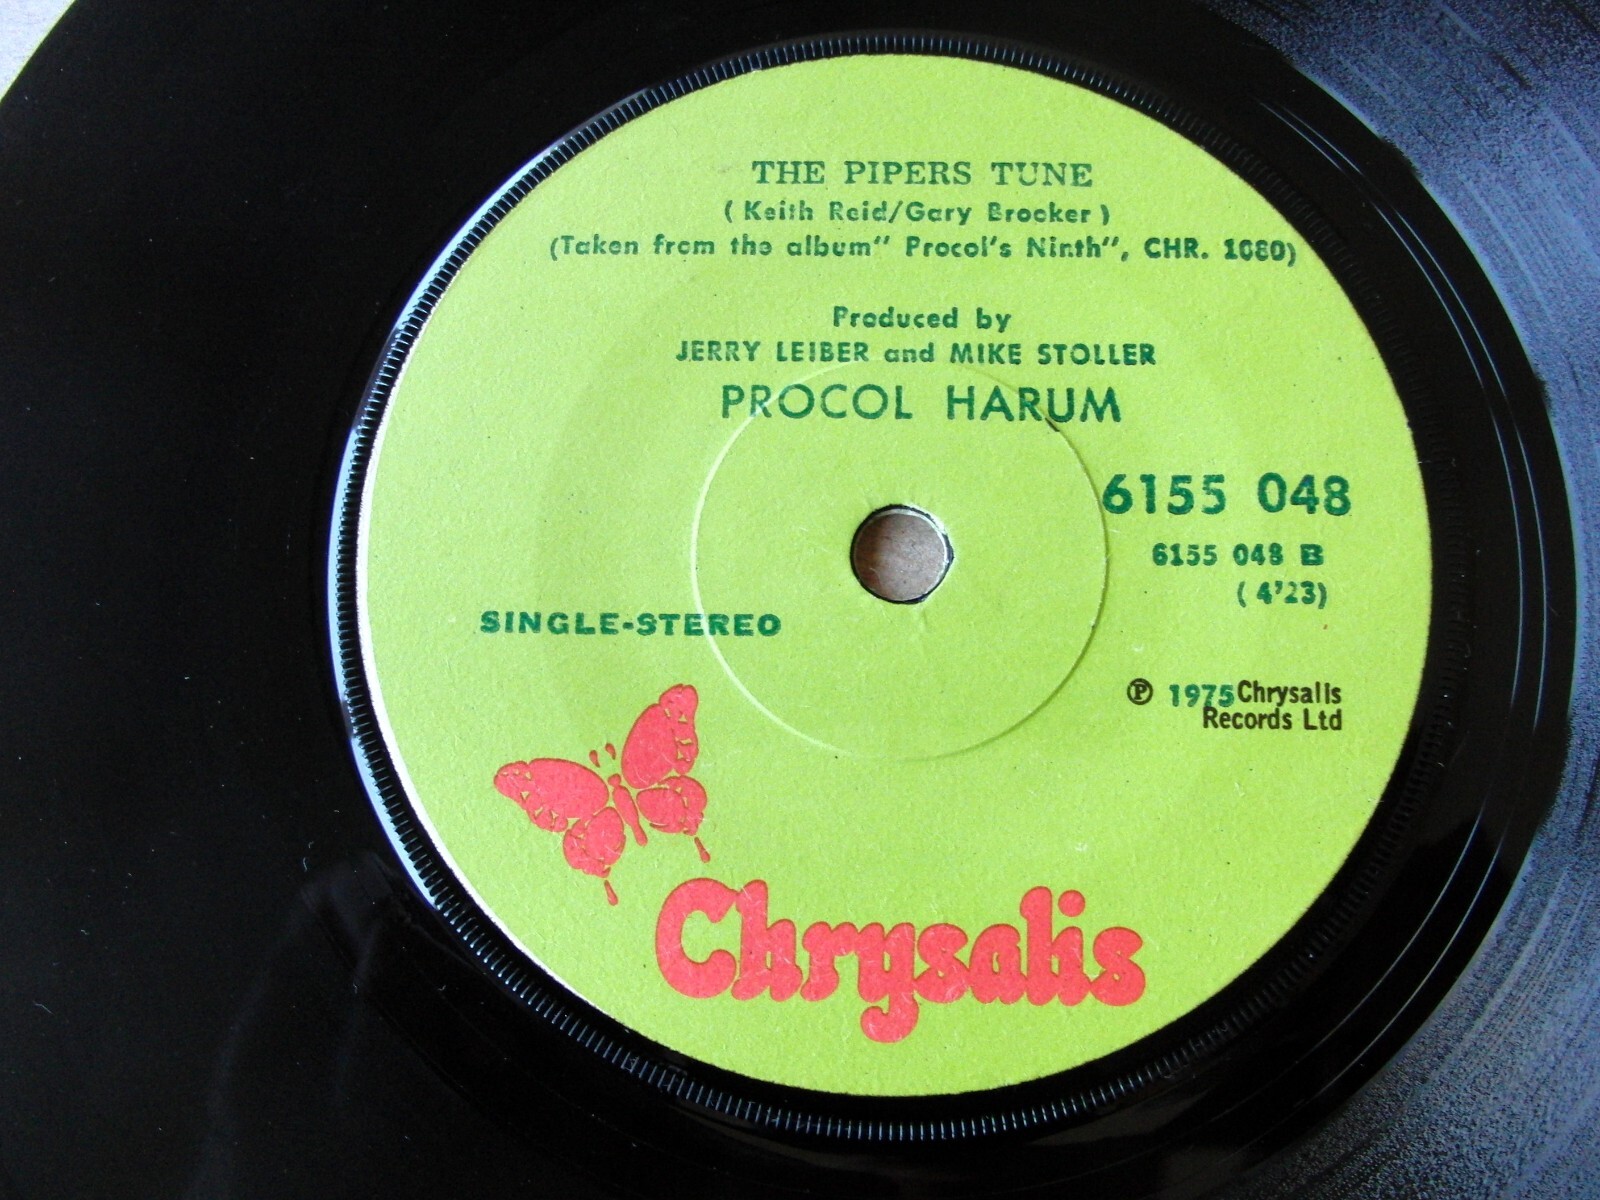 THE PIPERS TUNE
( Keith Reid/Gary Brooker )
(Taken from the album" Procol's Ninth", CHR. 1080)
Produced by
JERRY LEIBER and MIKE STOLLER
PROCOL HARUM
6155 048
6155 048 B
( 4'23)
SINGLE-STEREO
℗ 1975 Chrysalis
Records Ltd
Chrysalis